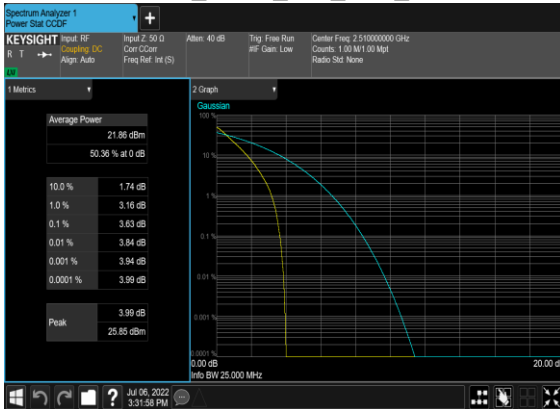 Spectrum Analyzer 1
Power Stat CCDF
KEYSIGHT
R T
LXI
Input: RF
Coupling: DC
Align: Auto
Input Z: 50 Ω
Corr CCorr
Freq Ref: Int (S)
Atten: 40 dB
Trig: Free Run
#IF Gain: Low
Center Freq: 2.510000000 GHz
Counts: 1.00 M/1.00 Mpt
Radio Std: None
1 Metrics
Average Power
21.86 dBm
50.36 % at 0 dB
10.0 % 1.74 dB
1.0 % 3.16 dB
0.1 % 3.63 dB
0.01 % 3.84 dB
0.001 % 3.94 dB
0.0001 % 3.99 dB
Peak
3.99 dB
25.85 dBm
2 Graph
Gaussian
100 %
10 %
1 %
0.1 %
0.01 %
0.001 %
0.0001 %
0.00 dB
20.00 d
Info BW 25.000 MHz
?
Jul 06, 2022
3:31:58 PM